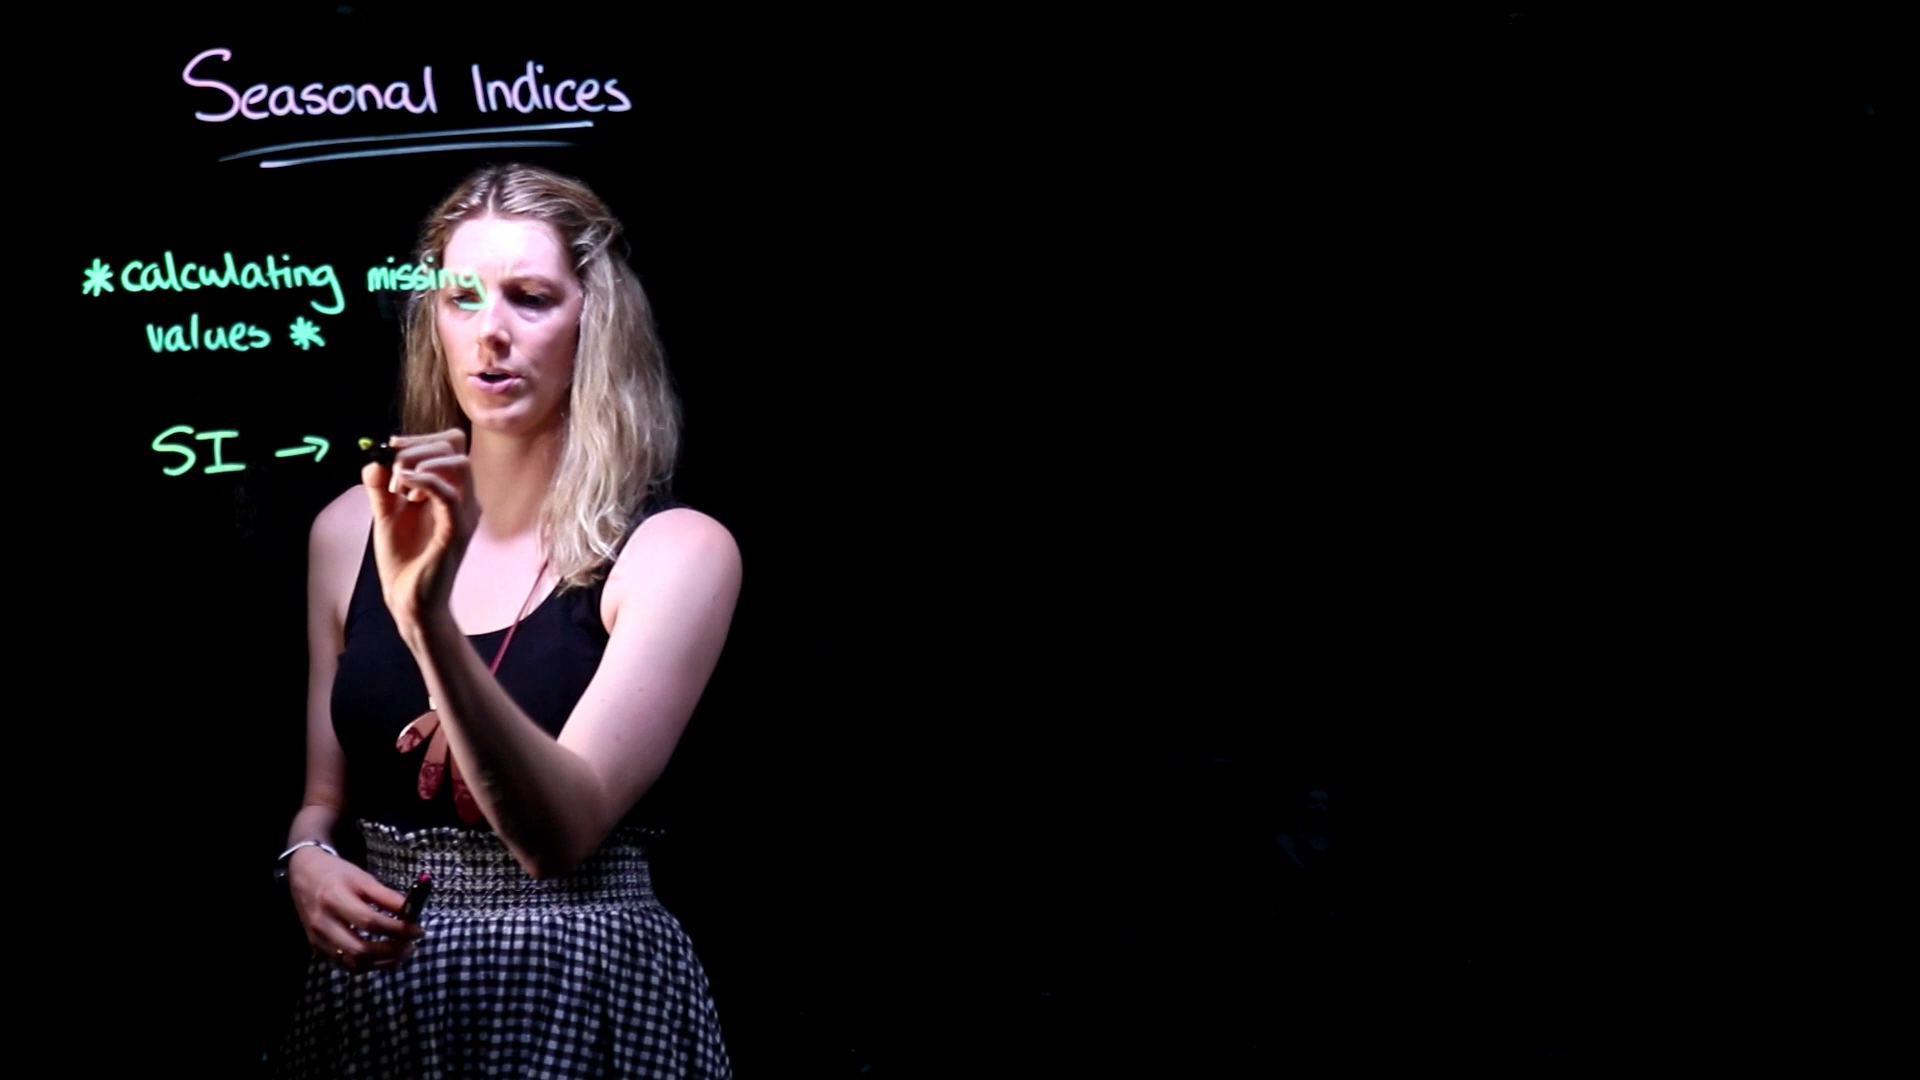 Seasonal Indices
*calculating missing
values *
SI →